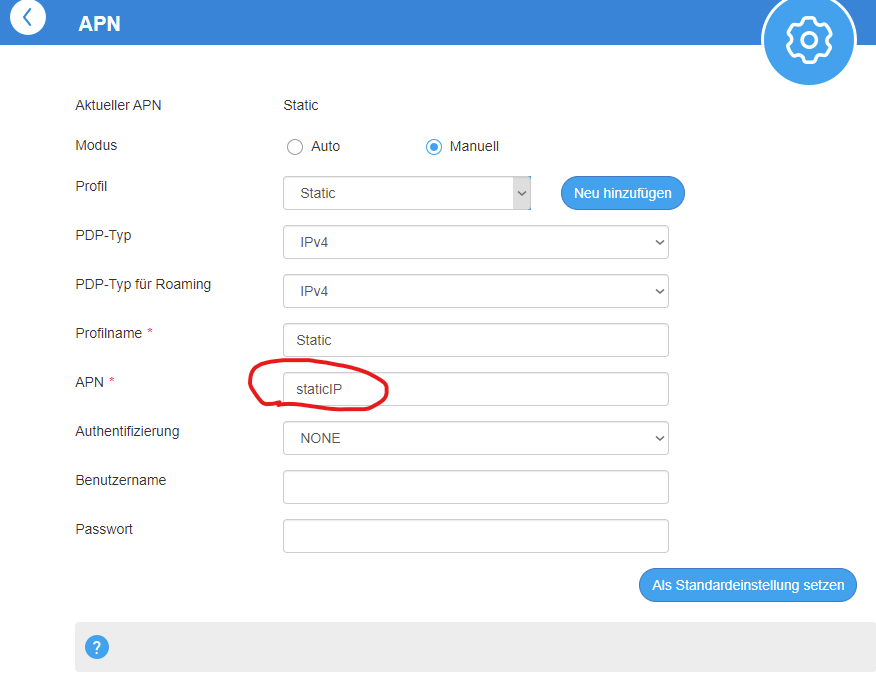 APN
Aktueller APN Static
Modus Auto Manuell
Profil Static Neu hinzufügen
PDP-Typ IPv4
PDP-Typ für Roaming IPv4
Profilname * Static
APN * staticIP
Authentifizierung NONE
Benutzername
Passwort
Als Standardeinstellung setzen
?